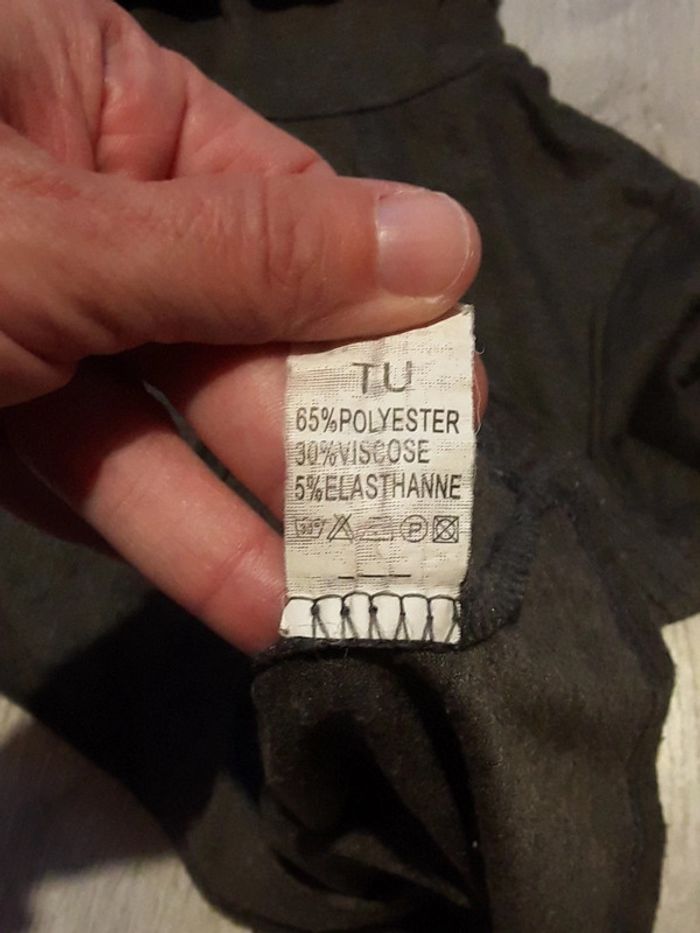 TU
65%POLYESTER
30%VISCOSE
5%ELASTHANNE
P